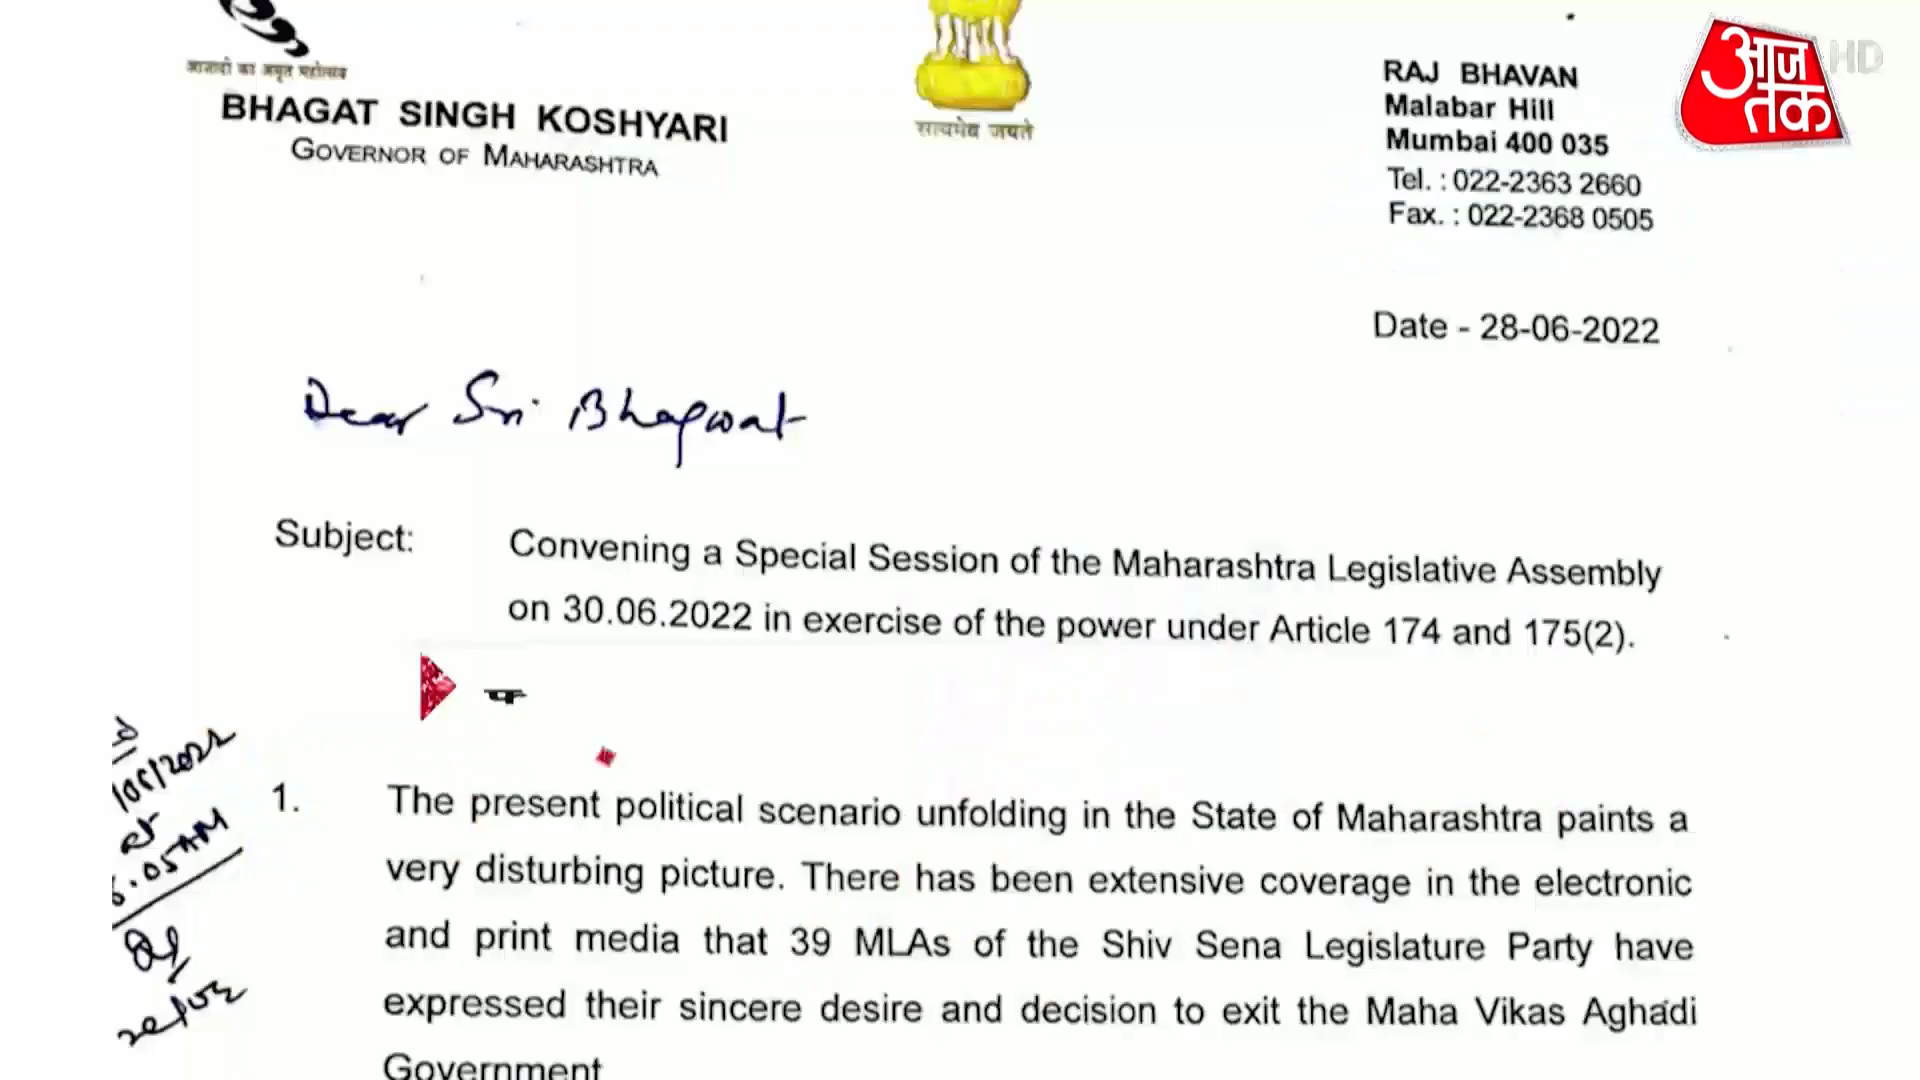 आजादी का अमृत महोत्सव
BHAGAT SINGH KOSHYARI
GOVERNOR OF MAHARASHTRA
सत्यमेव जयते
RAJ BHAVAN
Malabar Hill
Mumbai 400 035
Tel. : 022-2363 2660
Fax. : 022-2368 0505
आज तक HD
Date - 28-06-2022
Dear Sri Bhagwat
Subject: Convening a Special Session of the Maharashtra Legislative Assembly
on 30.06.2022 in exercise of the power under Article 174 and 175(2).
at
1. The present political scenario unfolding in the State of Maharashtra paints a
very disturbing picture. There has been extensive coverage in the electronic
and print media that 39 MLAs of the Shiv Sena Legislature Party have
expressed their sincere desire and decision to exit the Maha Vikas Aghadi
Government